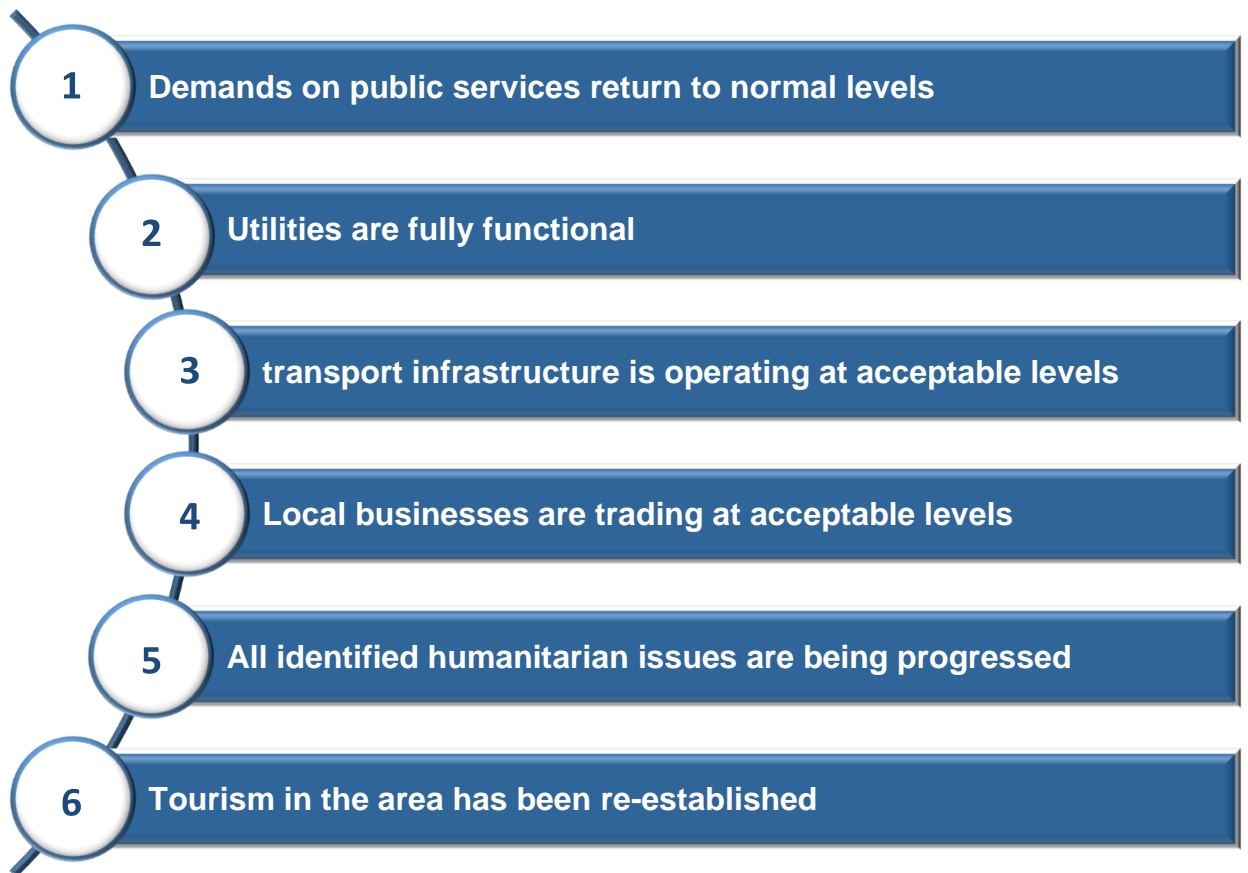 1 Demands on public services return to normal levels
2 Utilities are fully functional
3 transport infrastructure is operating at acceptable levels
4 Local businesses are trading at acceptable levels
5 All identified humanitarian issues are being progressed
6 Tourism in the area has been re-established